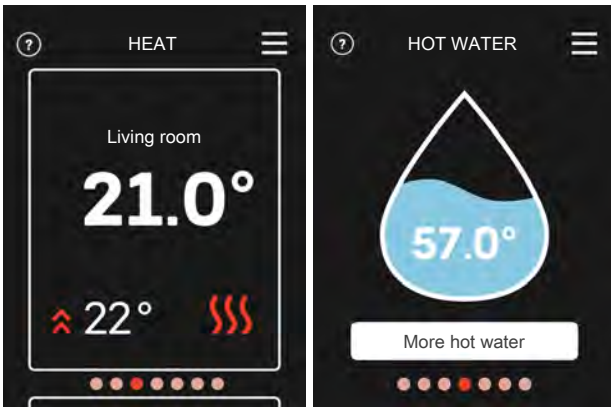 ? HEAT
Living room
21.0°
22°
? HOT WATER
57.0°
More hot water